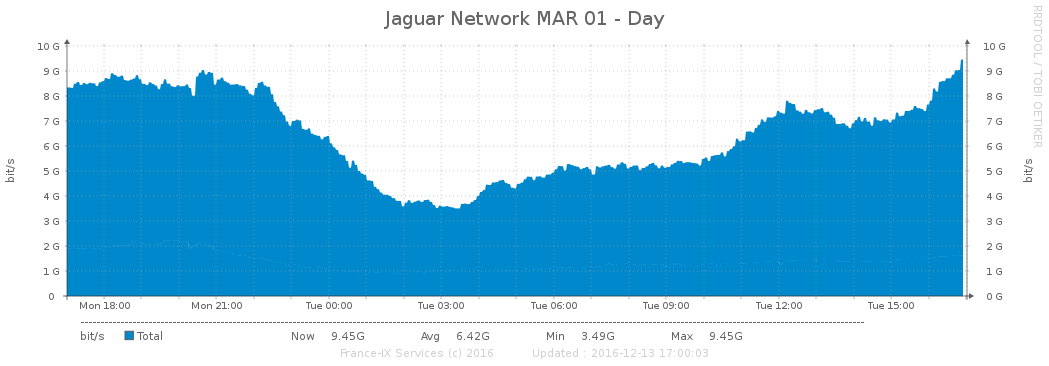 Jaguar Network MAR 01 - Day
RRDTOOL / TOBI OETIKER
10 G 10 G
9 G 9 G
8 G 8 G
7 G 7 G
6 G 6 G
5 G 5 G
4 G 4 G
3 G 3 G
2 G 2 G
1 G 1 G
0 0 G
bit/s
bit/s
Mon 18:00 Mon 21:00 Tue 00:00 Tue 03:00 Tue 06:00 Tue 09:00 Tue 12:00 Tue 15:00
bit/s Total Now 9.45G Avg 6.42G Min 3.49G Max 9.45G
France-IX Services (c) 2016 Updated : 2016-12-13 17:00:03